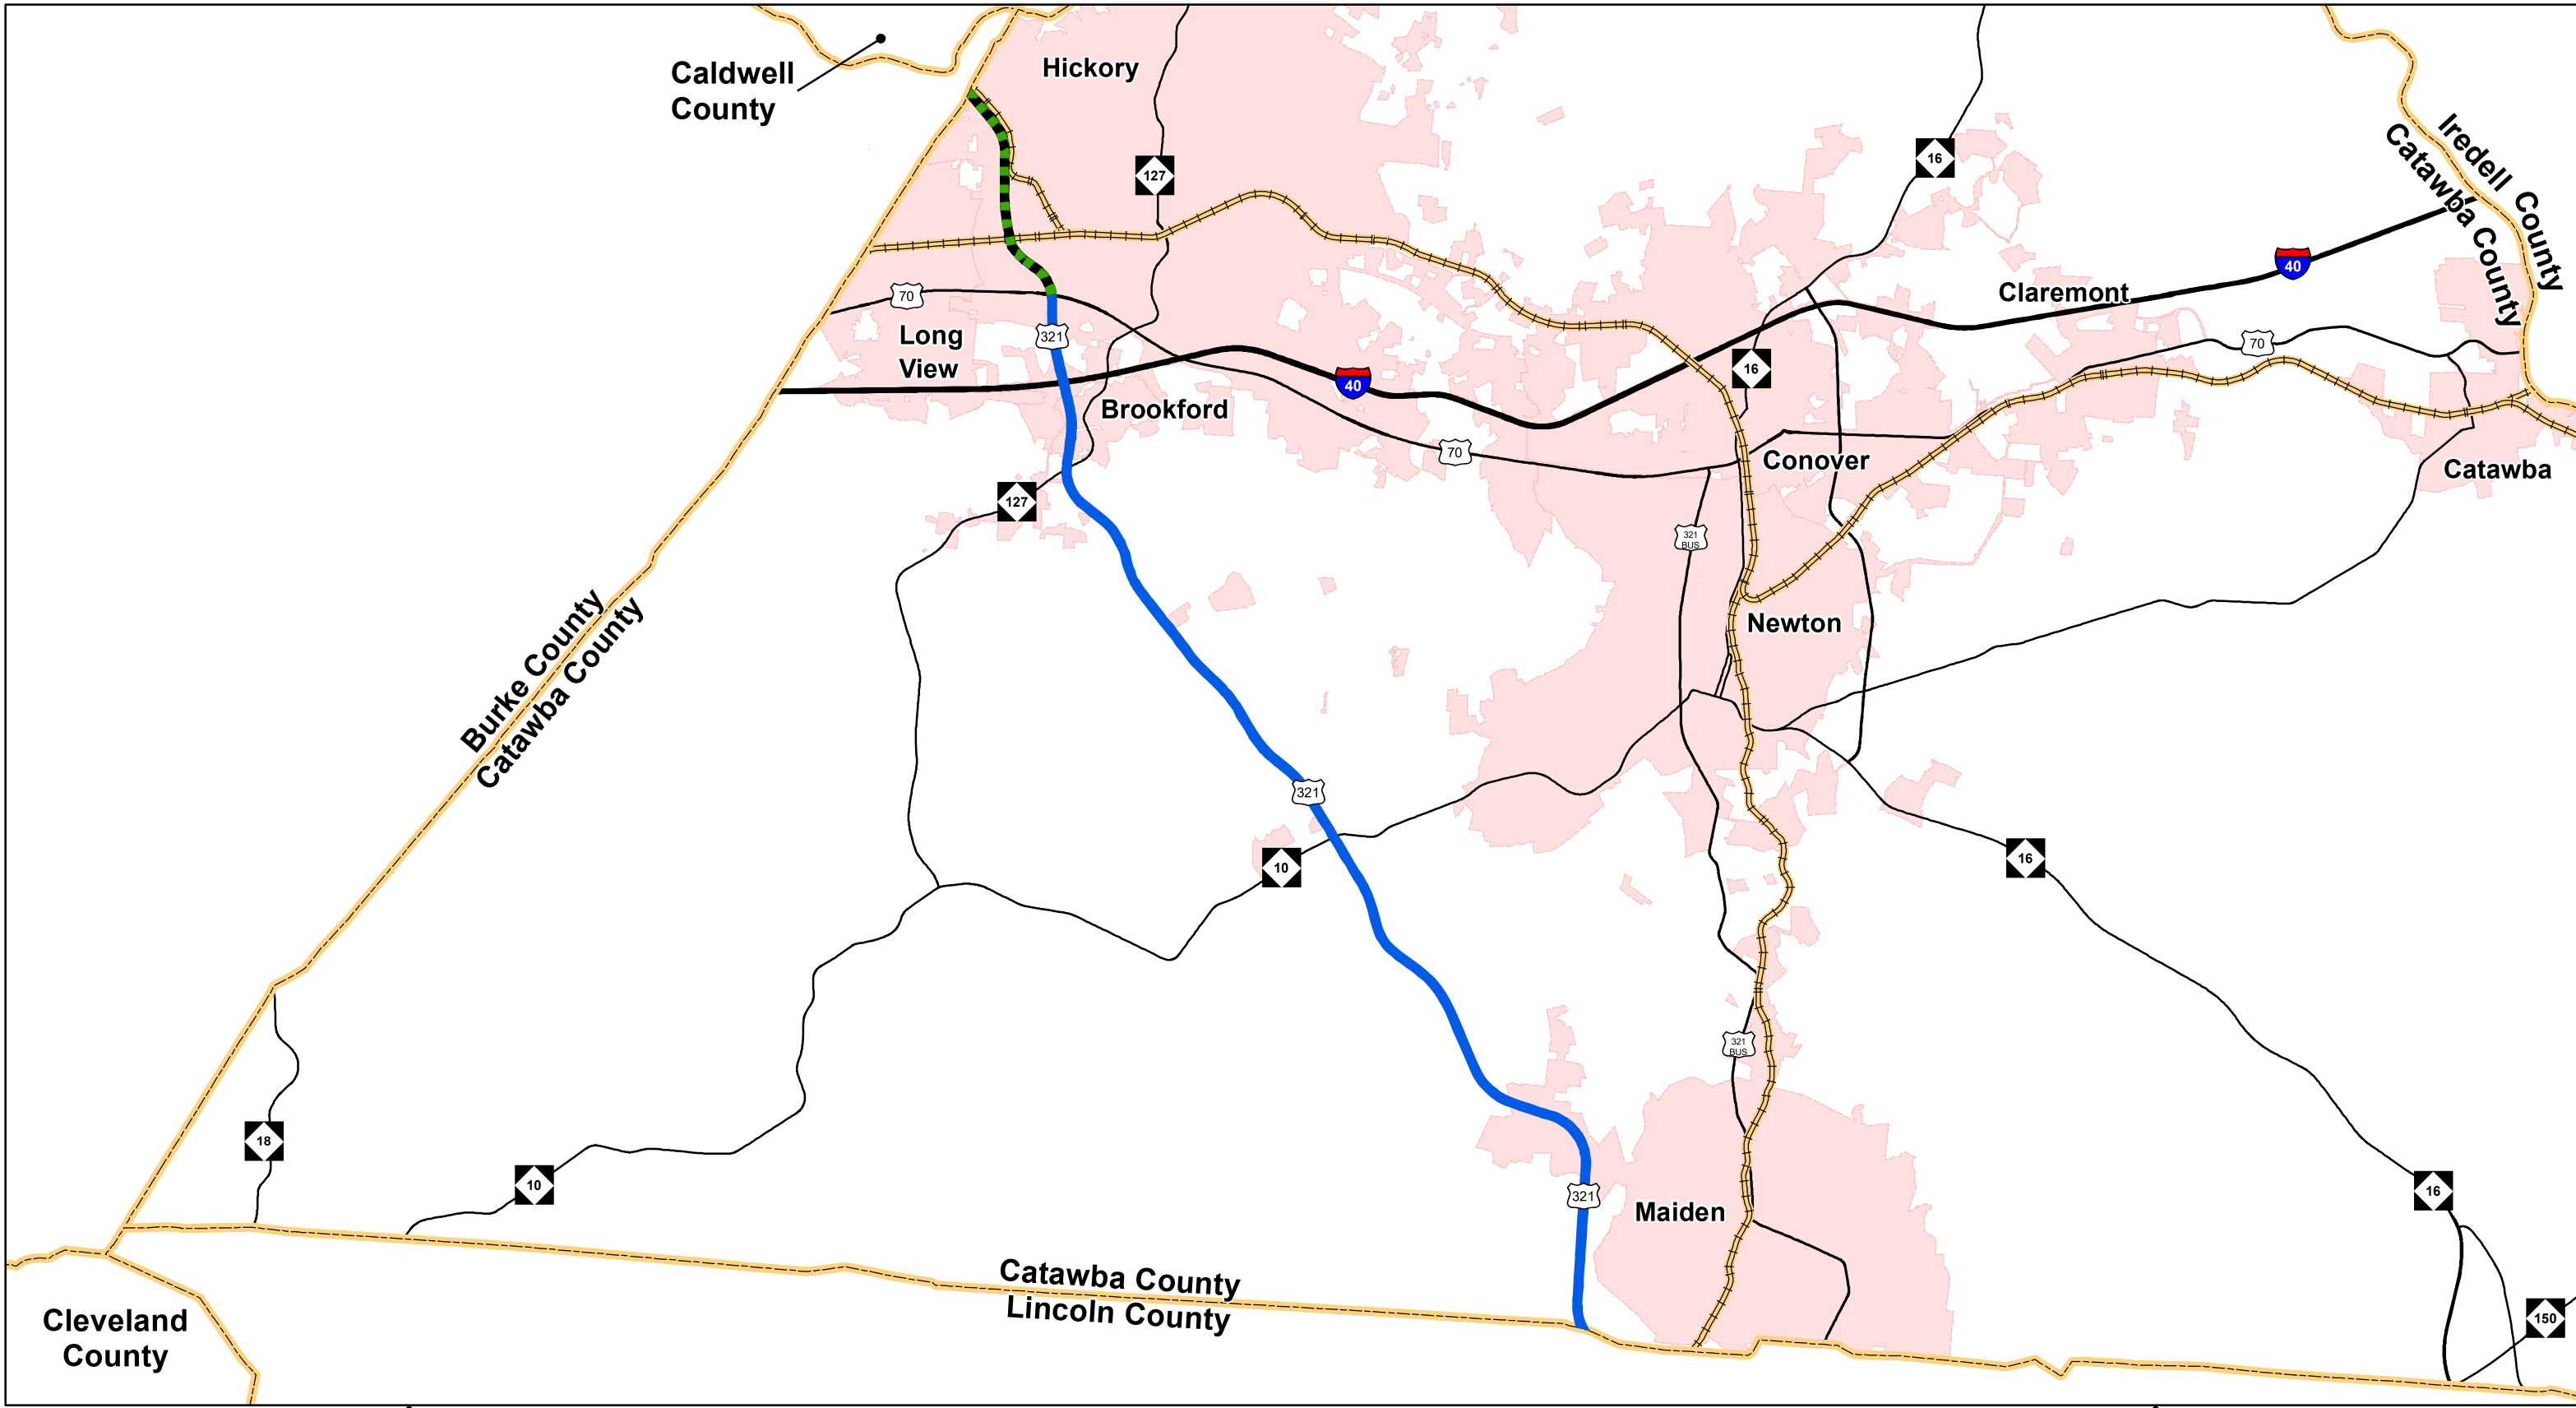 Hickory
Caldwell
County
127
16
Iredell County
Catawba County
40
Claremont
70
Long
View
321
70
16
40
Brookford
70
Conover
Catawba
127
321
BUS
Newton
Burke County
Catawba County
321
10
16
321
BUS
18
10
321
Maiden
16
Catawba County
Lincoln County
Cleveland
County
150